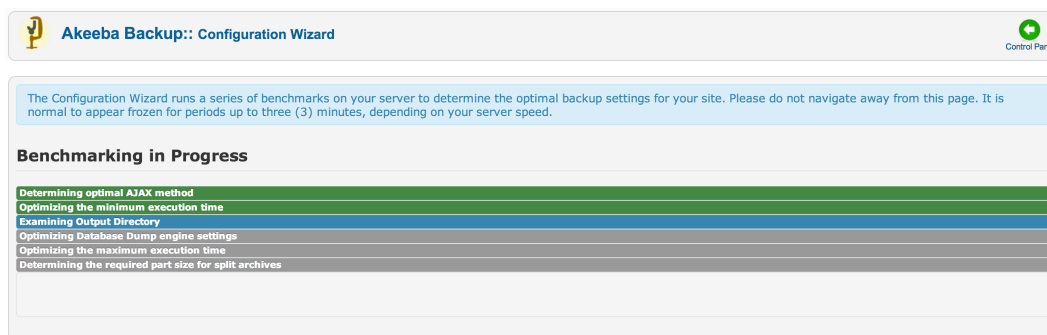 Akeeba Backup:: Configuration Wizard
Control Pan
The Configuration Wizard runs a series of benchmarks on your server to determine the optimal backup settings for your site. Please do not navigate away from this page. It is
normal to appear frozen for periods up to three (3) minutes, depending on your server speed.
Benchmarking in Progress
Determining optimal AJAX method
Optimizing the minimum execution time
Examining Output Directory
Optimizing Database Dump engine settings
Optimizing the maximum execution time
Determining the required part size for split archives